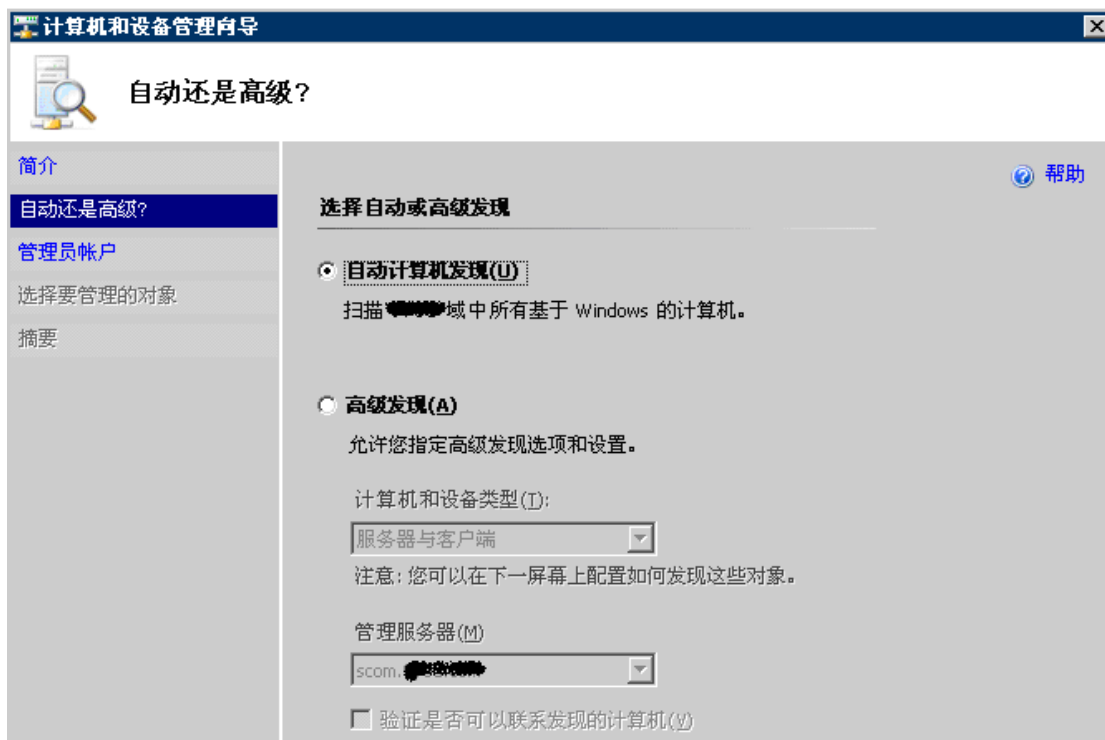 计算机和设备管理向导
自动还是高级?
简介
帮助
自动还是高级?
选择自动或高级发现
管理员帐户
自动计算机发现(U)
选择要管理的对象
扫描 域中所有基于 Windows 的计算机。
摘要
高级发现(A)
允许您指定高级发现选项和设置。
计算机和设备类型(T):
服务器与客户端
注意:您可以在下一屏幕上配置如何发现这些对象。
管理服务器(M)
scom.
验证是否可以联系发现的计算机(V)